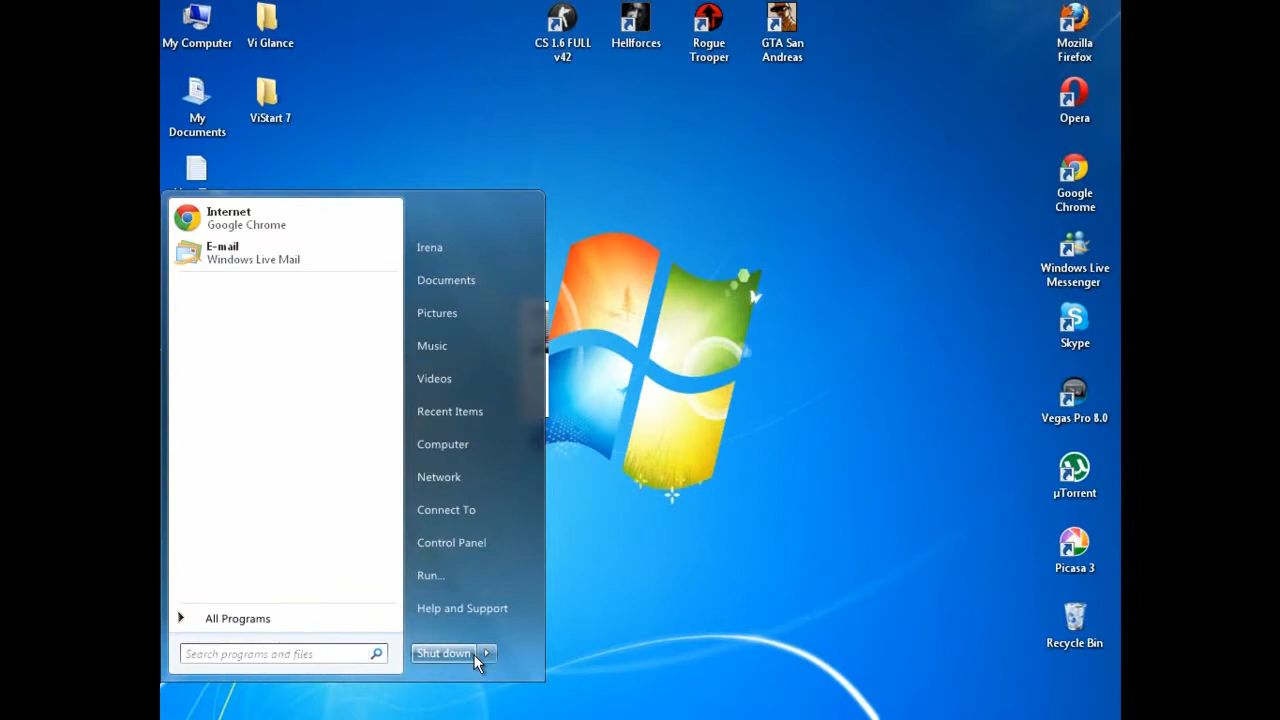 My Computer
Vi Glance
CS 1.6 FULL
v42
Hellforces
Rogue
Trooper
GTA San
Andreas
Mozilla
Firefox
My
Documents
ViStart 7
Opera
Google
Chrome
Windows Live
Messenger
Skype
Vegas Pro 8.0
µTorrent
Picasa 3
Recycle Bin
Internet
Google Chrome
E-mail
Windows Live Mail
All Programs
Search programs and files
Irena
Documents
Pictures
Music
Videos
Recent Items
Computer
Network
Connect To
Control Panel
Run...
Help and Support
Shut down